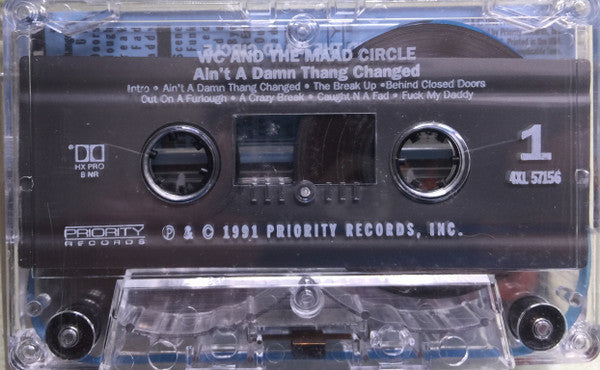 WC AND THE MAAD CIRCLE
Ain't A Damn Thang Changed
Intro • Ain't A Damn Thang Changed • The Break Up • Behind Closed Doors
Out On A Furlough • A Crazy Break • Caught N A Fad • Fuck My Daddy
HX PRO
B NR
1
4XL 57156
PRIORITY
RECORDS
℗ & © 1991 PRIORITY RECORDS, INC.